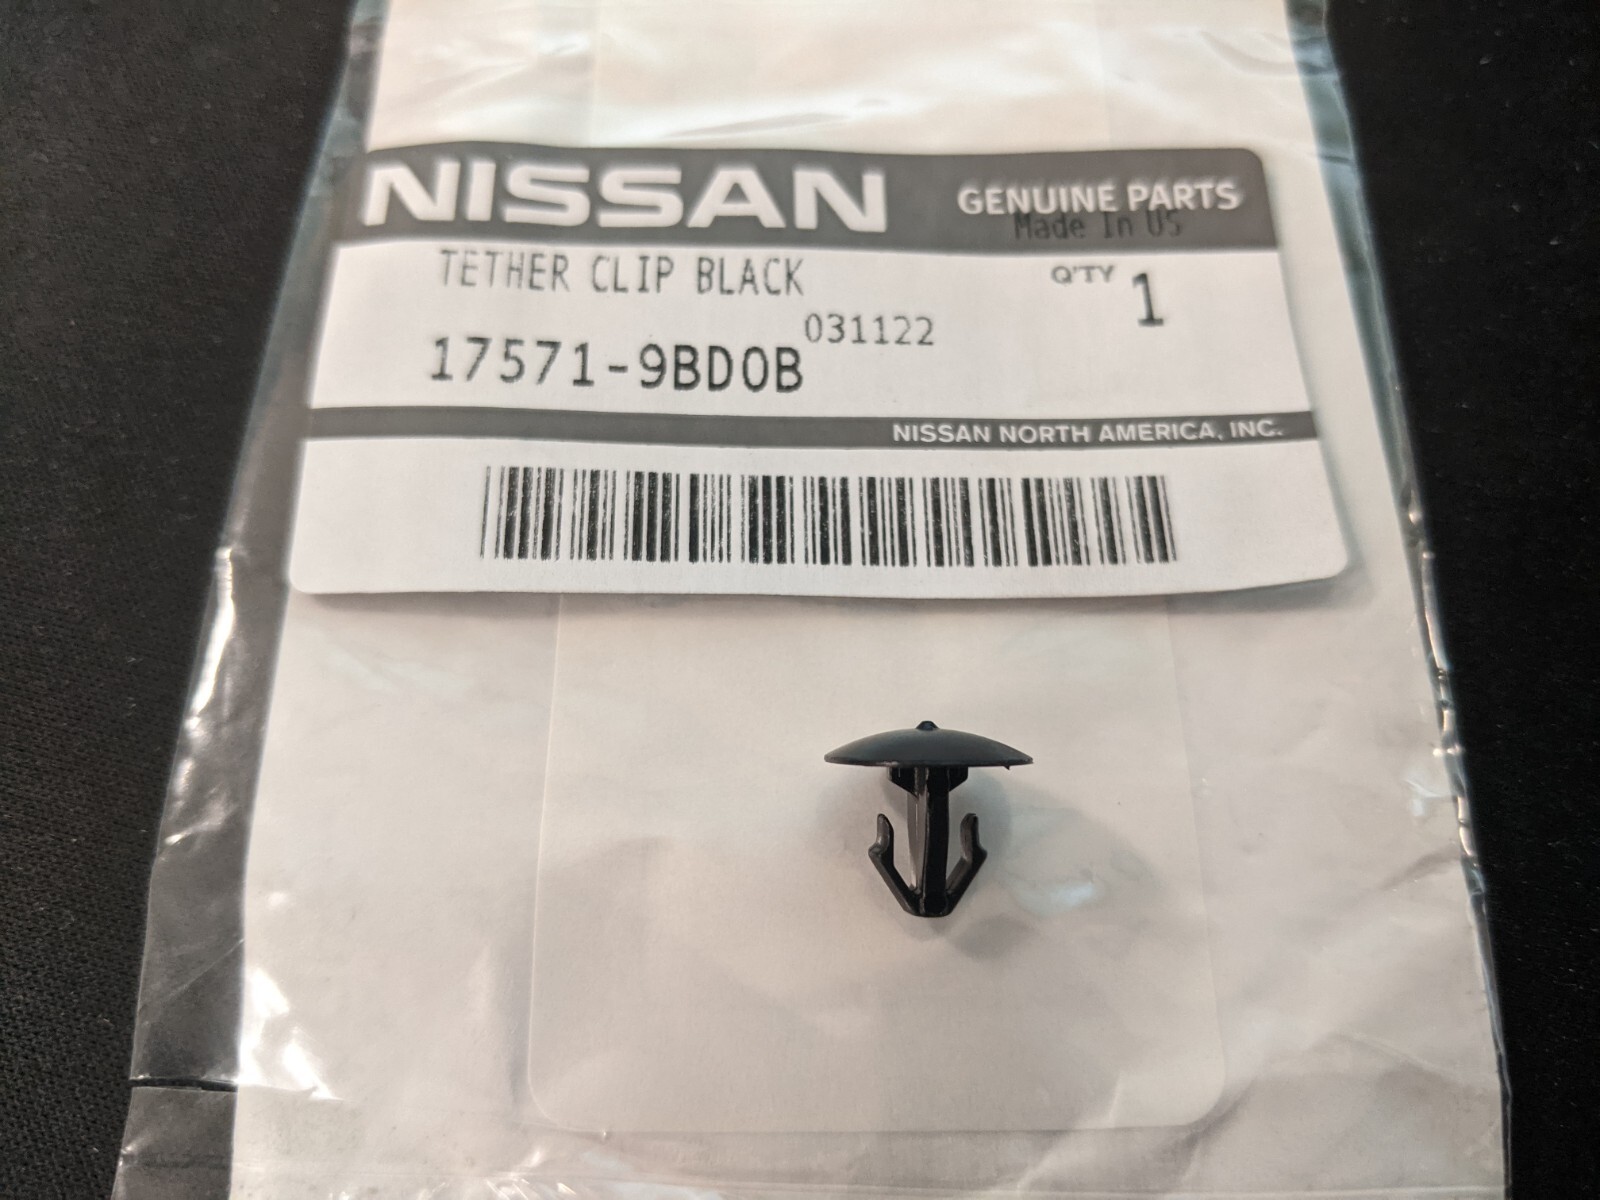 NISSAN GENUINE PARTS
Made In US
TETHER CLIP BLACK Q'TY 1
031122
17571-9BD0B
NISSAN NORTH AMERICA, INC.